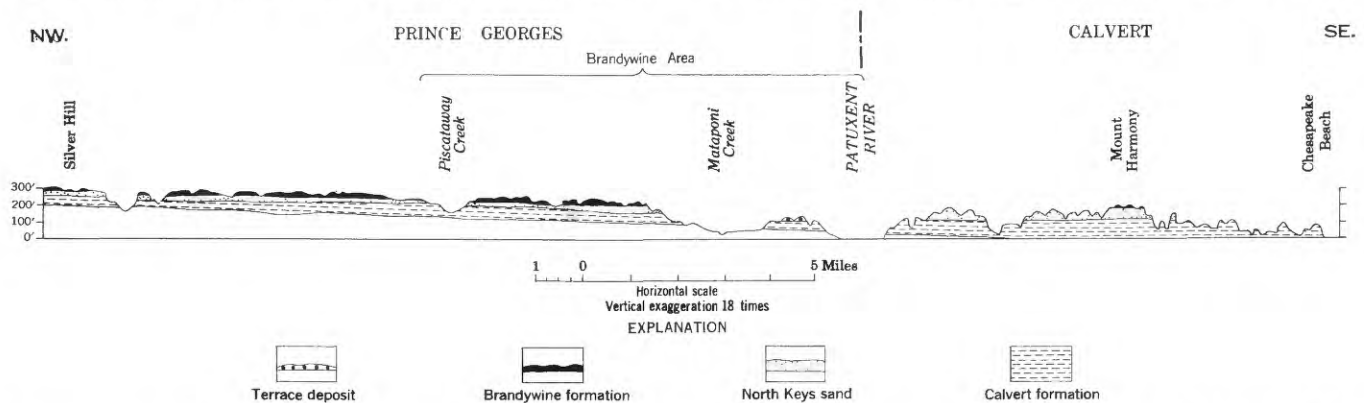 NW. PRINCE GEORGES CALVERT SE.
Brandywine Area
Silver Hill
Piscataway
Creek
Mataponi
Creek
PATUXENT
RIVER
Mount
Harmony
Chesapeake
Beach
300'
200'
100'
0'
1 0 5 Miles
Horizontal scale
Vertical exaggeration 18 times
EXPLANATION
Terrace deposit Brandywine formation North Keys sand Calvert formation